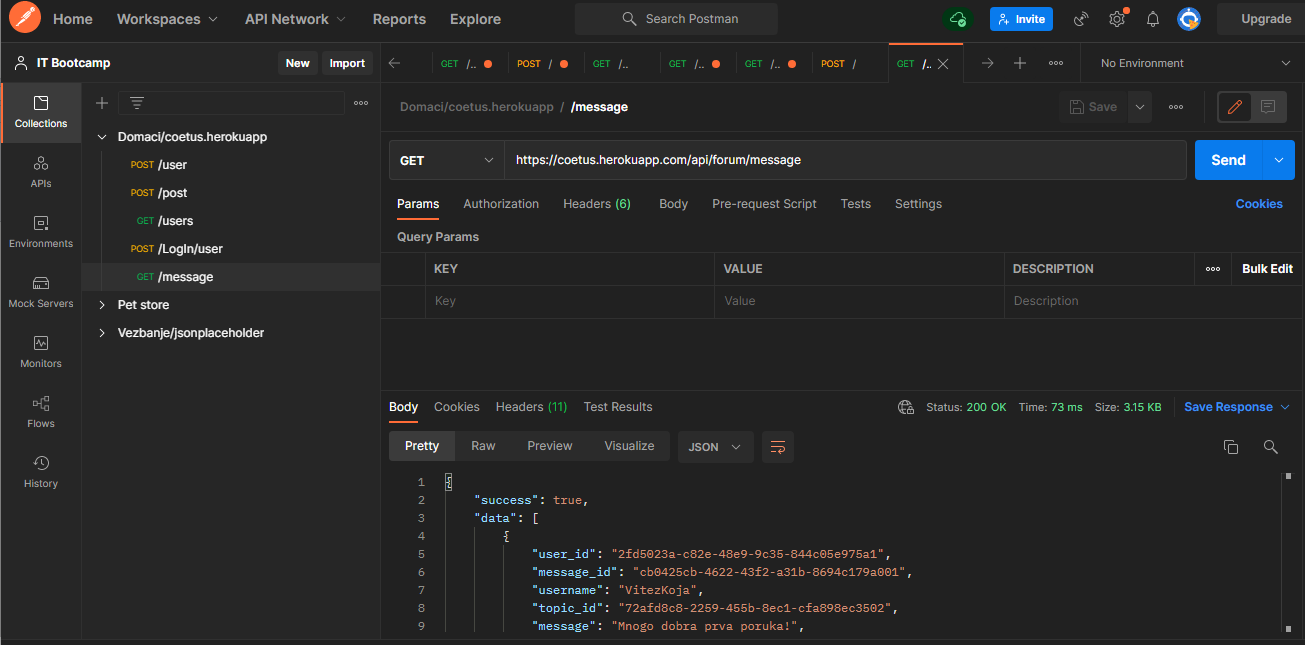 Home Workspaces API Network Reports Explore Search Postman Invite Upgrade
IT Bootcamp New Import GET /.. POST / GET /.. GET /.. GET /.. POST / GET /.. No Environment
Collections
APIs
Environments
Mock Servers
Monitors
Flows
History
Domaci/coetus.herokuapp
POST /user
POST /post
GET /users
POST /LogIn/user
GET /message
Pet store
Vezbanje/jsonplaceholder
Domaci/coetus.herokuapp / /message Save
GET https://coetus.herokuapp.com/api/forum/message Send
Params Authorization Headers (6) Body Pre-request Script Tests Settings Cookies
Query Params
KEY VALUE DESCRIPTION Bulk Edit
Key Value Description
Body Cookies Headers (11) Test Results Status: 200 OK Time: 73 ms Size: 3.15 KB Save Response
Pretty Raw Preview Visualize JSON
1 {
2 "success": true,
3 "data": [
4 {
5 "user_id": "2fd5023a-c82e-48e9-9c35-844c05e975a1",
6 "message_id": "cb0425cb-4622-43f2-a31b-8694c179a001",
7 "username": "VitezKoja",
8 "topic_id": "72afd8c8-2259-455b-8ec1-cfa898ec3502",
9 "message": "Mnogo dobra prva poruka!",